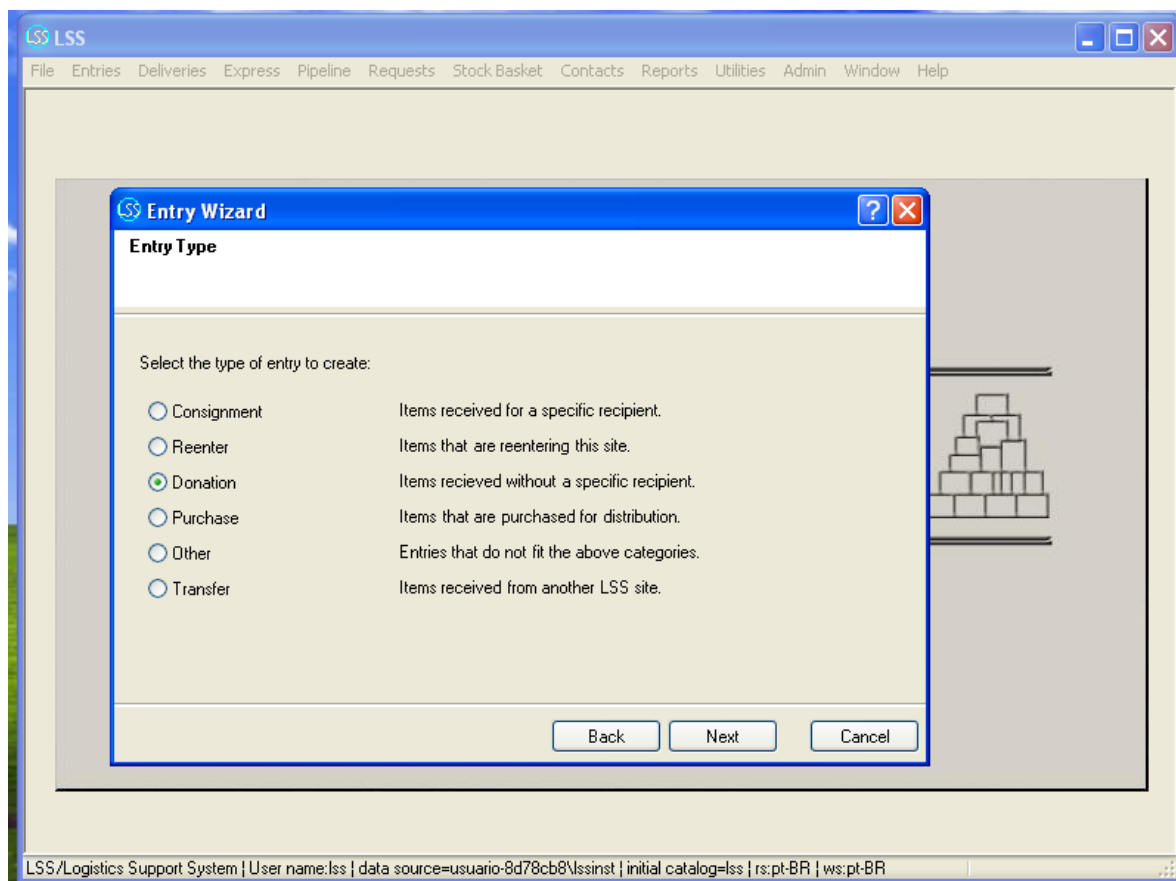 LSS LSS
File Entries Deliveries Express Pipeline Requests Stock Basket Contacts Reports Utilities Admin Window Help
LSS Entry Wizard
Entry Type
Select the type of entry to create:
Consignment Items received for a specific recipient.
Reenter Items that are reentering this site.
Donation Items recieved without a specific recipient.
Purchase Items that are purchased for distribution.
Other Entries that do not fit the above categories.
Transfer Items received from another LSS site.
Back Next Cancel
LSS/Logistics Support System | User name:lss | data source=usuario-8d78cb8\lssinst | initial catalog=lss | rs:pt-BR | ws:pt-BR